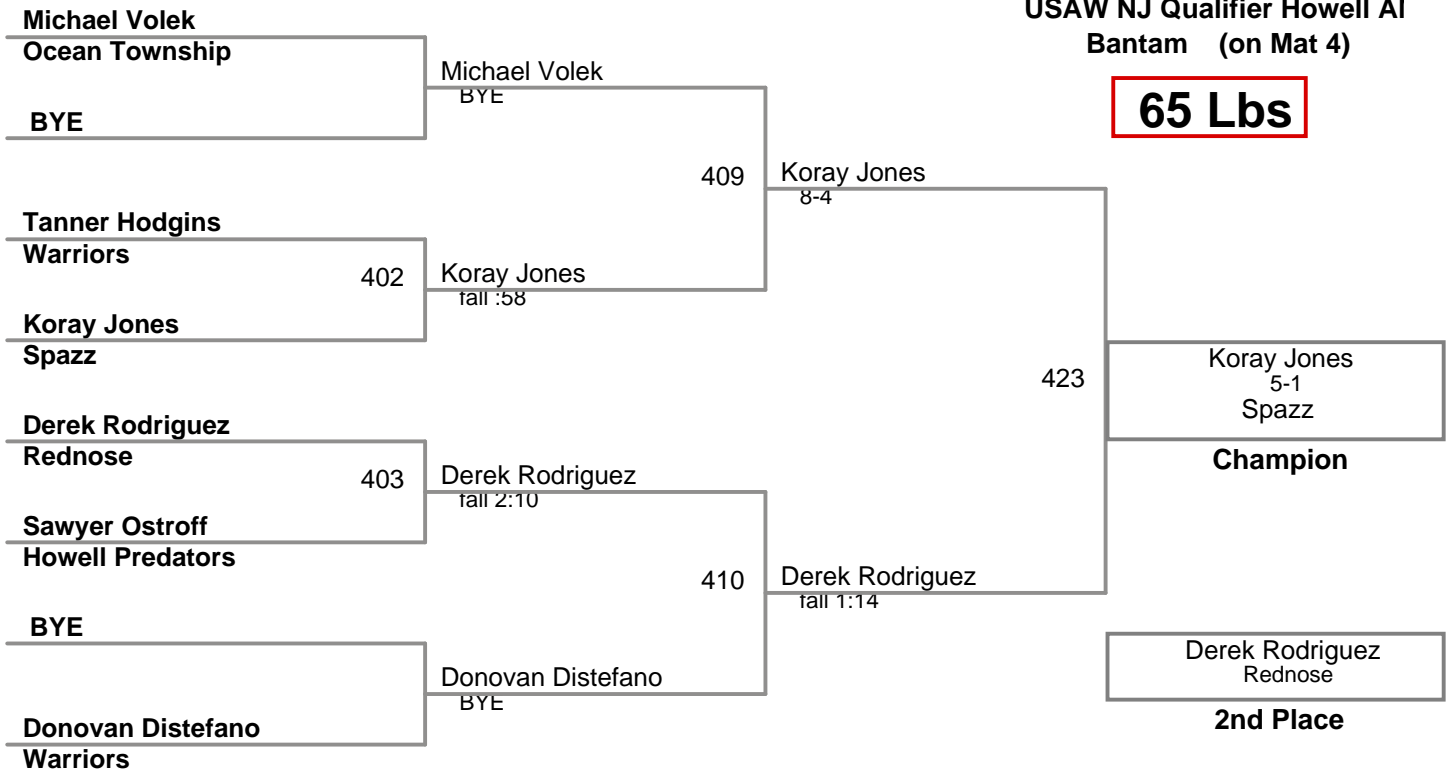 USAW NJ Qualifier Howell
Bantam (on Mat 4)
65 Lbs
Michael Volek
Ocean Township
BYE
Tanner Hodgins
Warriors
402
Koray Jones
Spazz
Derek Rodriguez
Rednose
403
Sawyer Ostroff
Howell Predators
BYE
Donovan Distefano
Warriors
Michael Volek
BYE
409
Koray Jones
fall :58
Derek Rodriguez
fall 2:10
410
Donovan Distefano
BYE
Koray Jones
8-4
423
Derek Rodriguez
fall 1:14
Koray Jones
5-1
Spazz
Champion
Derek Rodriguez
Rednose
2nd Place